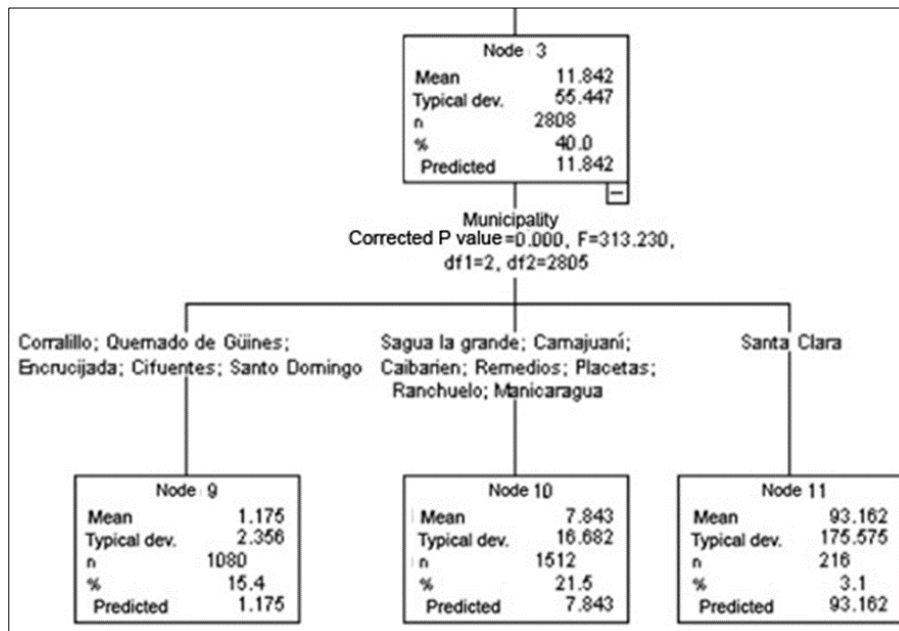 Node 3
Mean 11.842
Typical dev. 55.447
n 2808
% 40.0
Predicted 11.842
Municipality
Corrected P value=0.000, F=313.230,
df1=2, df2=2805
Corralillo; Quemado de Güines;
Encrucijada; Cifuentes; Santo Domingo
Sagua la grande; Camajuaní;
Caibarien; Remedios; Placetas;
Ranchuelo; Manicaragua
Santa Clara
Node 9
Mean 1.175
Typical dev. 2.356
n 1080
% 15.4
Predicted 1.175
Node 10
Mean 7.843
Typical dev. 16.682
n 1512
% 21.5
Predicted 7.843
Node 11
Mean 93.162
Typical dev. 175.575
n 216
% 3.1
Predicted 93.162